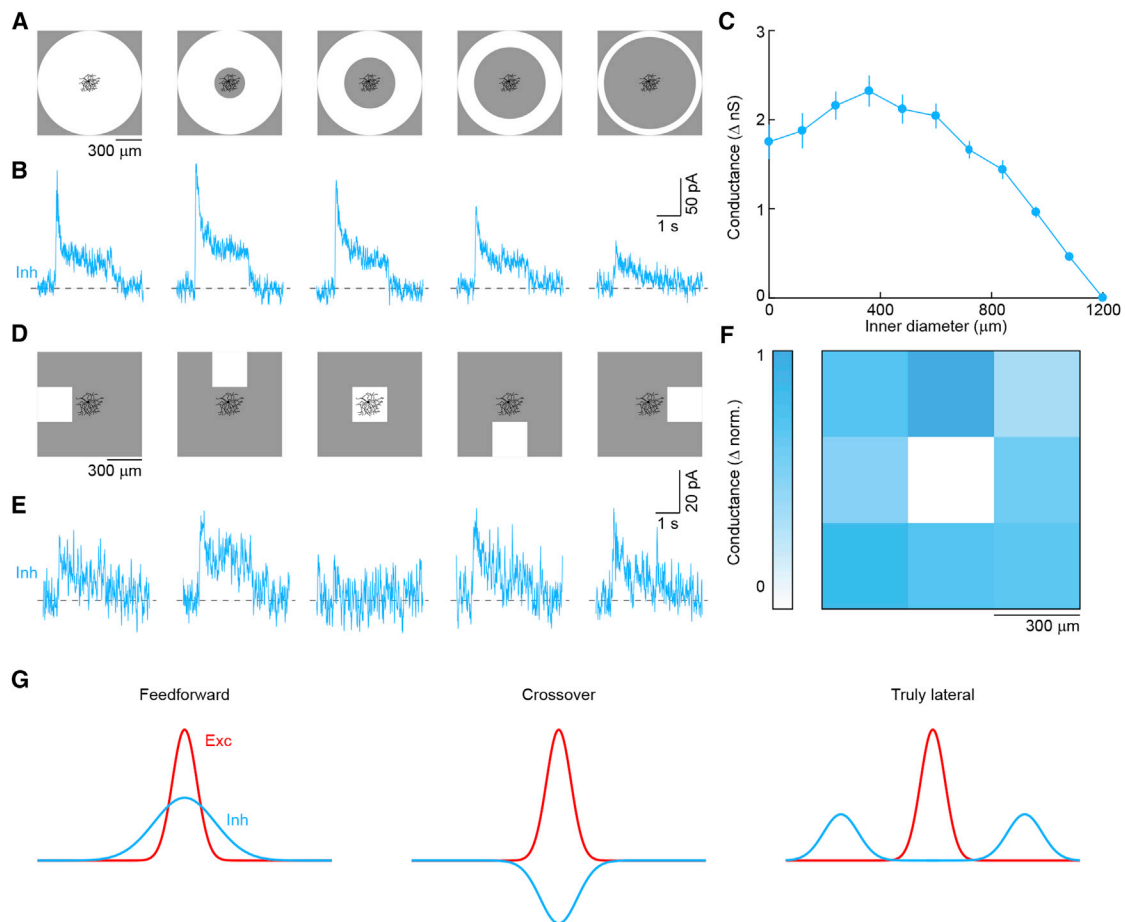 A
300 μm
B
50 pA
1 s
Inh
C
3
2
1
0
Conductance (Δ nS)
0
400
800
1200
Inner diameter (μm)
D
300 μm
E
20 pA
1 s
Inh
F
1
0
Conductance (Δ norm.)
300 μm
G
Feedforward
Crossover
Truly lateral
Exc
Inh